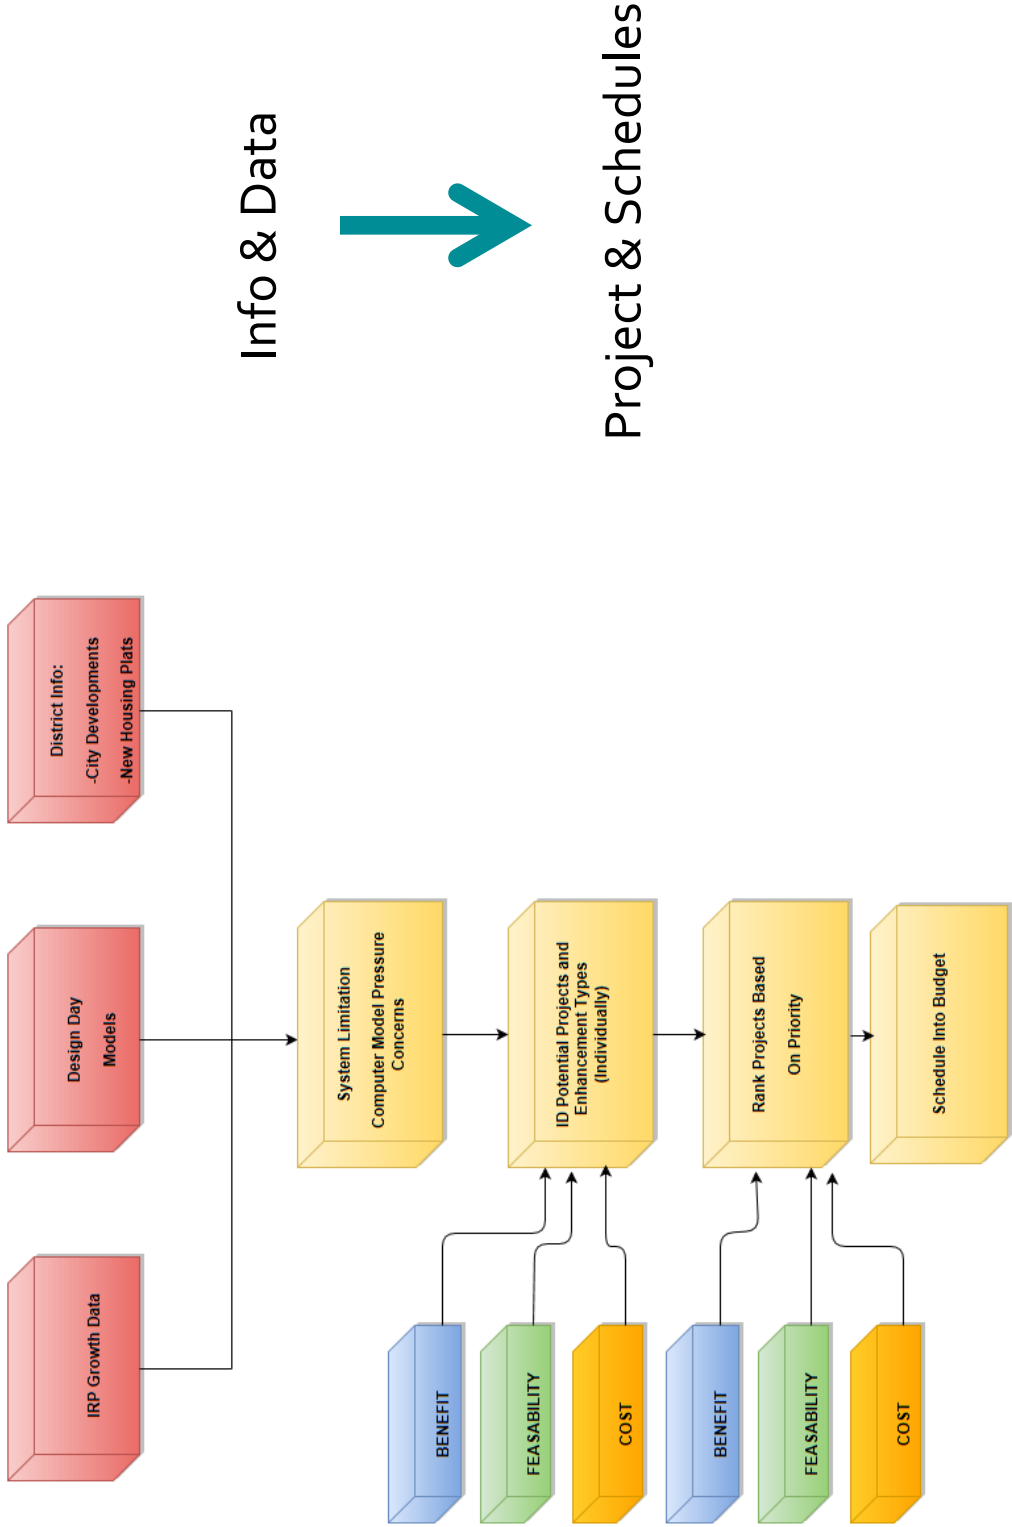 Info & Data
Project & Schedules
IRP Growth Data
Design Day
Models
District Info:
-City Developments
-New Housing Plats
System Limitation
Computer Model Pressure
Concerns
BENEFIT
FEASABILITY
COST
ID Potential Projects and
Enhancement Types
(Individually)
BENEFIT
FEASABILITY
COST
Rank Projects Based
On Priority
Schedule Into Budget